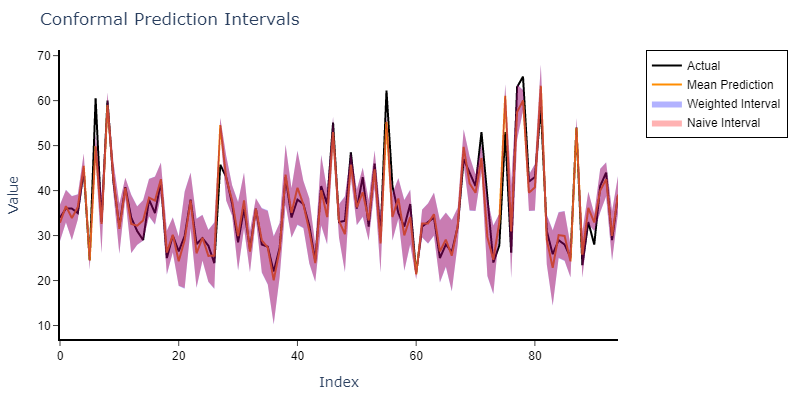 Conformal Prediction Intervals
70
60
50
40
30
20
10
0
20
40
60
80
Value
Index
Actual
Mean Prediction
Weighted Interval
Naive Interval